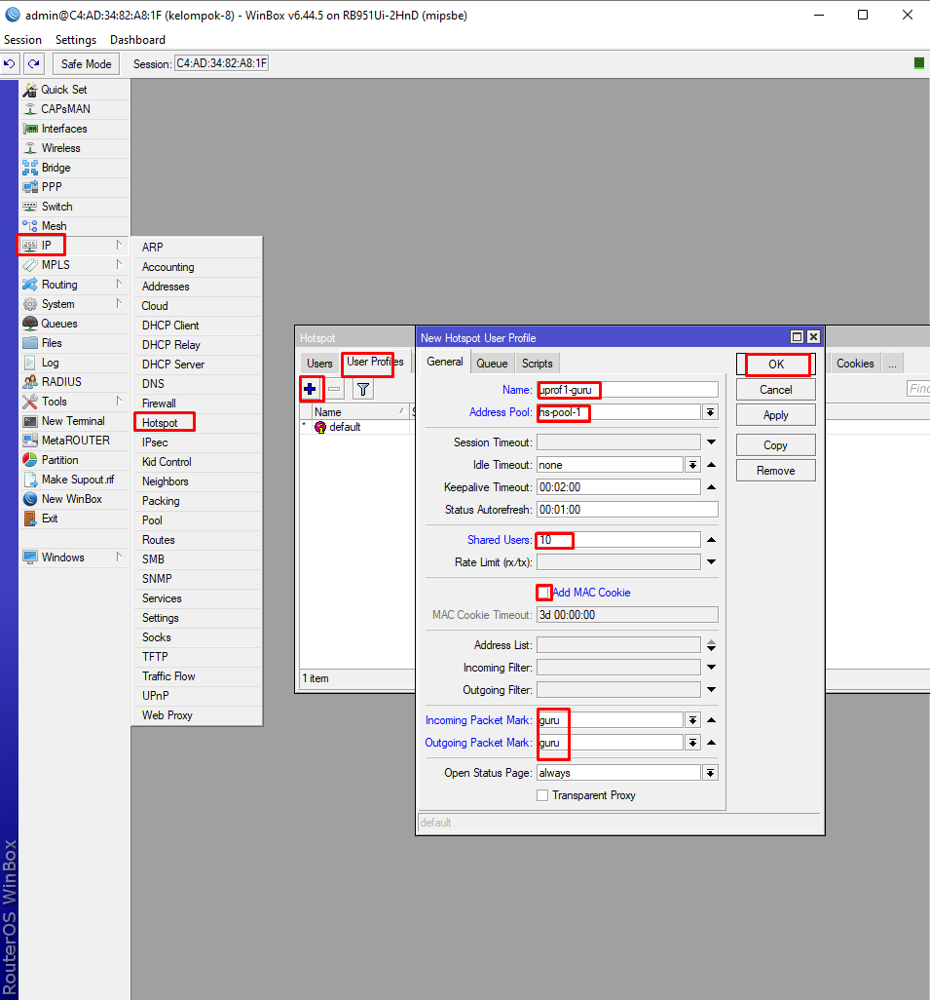 admin@C4:AD:34:82:A8:1F (kelompok-8) - WinBox v6.44.5 on RB951Ui-2HnD (mipsbe)
Session Settings Dashboard
Safe Mode Session: C4:AD:34:82:A8:1F
Quick Set
CAPsMAN
Interfaces
Wireless
Bridge
PPP
Switch
Mesh
IP
MPLS
Routing
System
Queues
Files
Log
RADIUS
Tools
New Terminal
MetaROUTER
Partition
Make Supout.rif
New WinBox
Exit
Windows
RouterOS WinBox
ARP
Accounting
Addresses
Cloud
DHCP Client
DHCP Relay
DHCP Server
DNS
Firewall
Hotspot
IPsec
Kid Control
Neighbors
Packing
Pool
Routes
SMB
SNMP
Services
Settings
Socks
TFTP
Traffic Flow
UPnP
Web Proxy
Hotspot
Users User Profiles Cookies ...
Find
Name S
* default
1 item
New Hotspot User Profile
General Queue Scripts
Name: uprof1-guru
Address Pool: hs-pool-1
Session Timeout:
Idle Timeout: none
Keepalive Timeout: 00:02:00
Status Autorefresh: 00:01:00
Shared Users: 10
Rate Limit (rx/tx):
Add MAC Cookie
MAC Cookie Timeout: 3d 00:00:00
Address List:
Incoming Filter:
Outgoing Filter:
Incoming Packet Mark: guru
Outgoing Packet Mark: guru
Open Status Page: always
Transparent Proxy
default
OK
Cancel
Apply
Copy
Remove